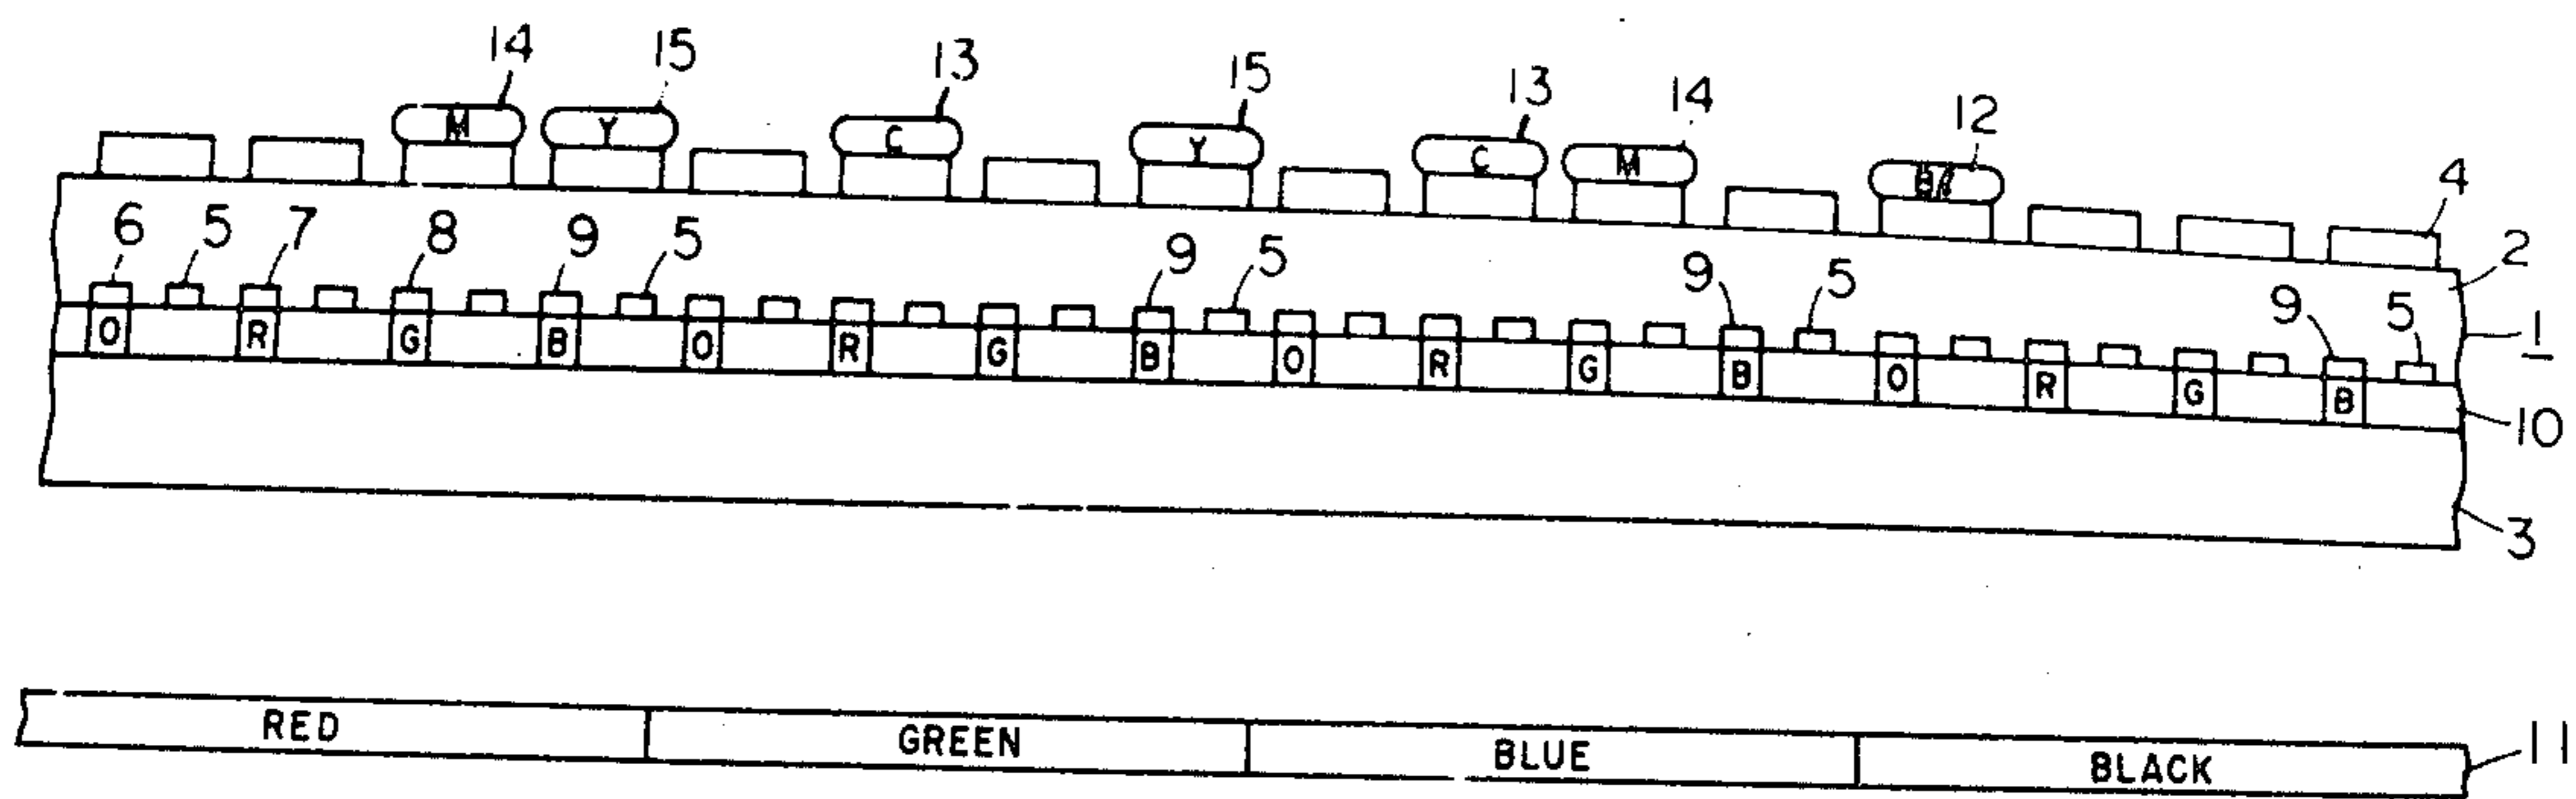 14 15 13 15 13 14 12 4
M Y C Y C M
6 5 7 8 9 5 9 5 9 5 9 5 2
1
O R G B O R G B O R G B O R G B 10
3
RED GREEN BLUE BLACK 11